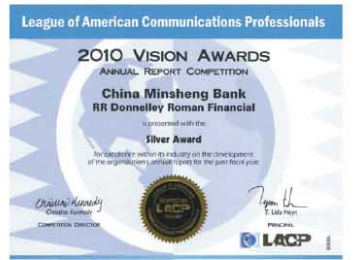 League of American Communications Professionals
2010 VISION AWARDS
ANNUAL REPORT COMPETITION
China Minsheng Bank
RR Donnelley Roman Financial
is presented with the
Silver Award
for excellence within its industry on the development
of the organization's annual report for the past fiscal year.
Christine Kennedy
COMPETITION DIRECTOR
PRINCIPAL
LACP
LACP